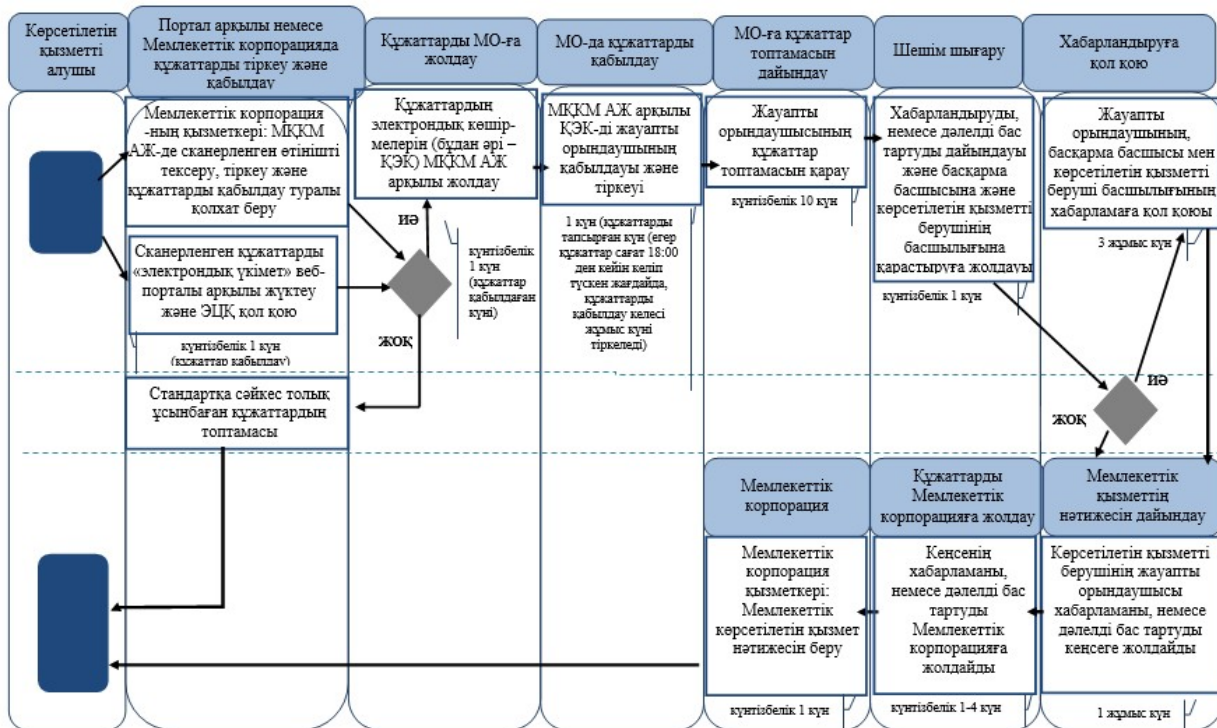 Көрсетілетін
қызметті
алушы
Портал арқылы немесе
Мемлекеттік корпорацияда
құжаттарды тіркеу және
қабылдау
Құжаттарды МО-ға
жолдау
МО-да құжаттарды
қабылдау
МО-ға құжаттар
топтамасын
дайындау
Шешім шығару
Хабарландыруға
қол қою
Мемлекеттік корпорация
-ның қызметкері: МҚКМ
АЖ-де сканерленген өтінішті
тексеру, тіркеу және
құжаттарды қабылдау туралы
қолхат беру
Құжаттардың
электрондық көшір-
мелерін (бұдан әрі –
ҚЭК) МҚКМ АЖ
арқылы жолдау
МҚКМ АЖ арқылы
ҚЭК-ді жауапты
орындаушының
қабылдауы және
тіркеуі
Жауапты
орындаушысының
құжаттар
топтамасын қарау
Хабарландыруды,
немесе дәлелді бас
тартуды дайындауы
және басқарма
басшысына және
көрсетілетін қызметті
берушінің
басшылығына
қарастыруға жолдауы
Жауапты
орындаушының,
басқарма басшысы мен
көрсетілетін қызметті
беруші басшылығының
хабарламаға қол қоюы
күнтізбелік 10 күн
3 жұмыс күн
күнтізбелік 1 күн
иә
күнтізбелік
1 күн
(құжаттар
қабылдаған
күні)
1 күн (құжаттарды
тапсырған күн (егер
құжаттар сағат 18:00
ден кейін келіп
түскен жағдайда,
құжаттарды
қабылдау келесі
жұмыс күні
тіркеледі)
Сканерленген құжаттарды
«электрондық үкімет» веб-
порталы арқылы жүктеу
және ЭЦҚ қол қою
күнтізбелік 1 күн
(құжаттар қабылдау)
жоқ
Стандартқа сәйкес толық
ұсынбаған құжаттардың
топтамасы
иә
жоқ
Мемлекеттік
корпорация
Құжаттарды
Мемлекеттік
корпорацияға жолдау
Мемлекеттік
қызметтің
нәтижесін дайындау
Мемлекеттік
корпорация
қызметкері:
Мемлекеттік
көрсетілетін қызмет
нәтижесін беру
Кеңсенің
хабарламаны,
немесе дәлелді бас
тартуды
Мемлекеттік
корпорацияға
жолдайды
Көрсетілетін қызметті
берушінің жауапты
орындаушысы
хабарламаны, немесе
дәлелді бас тартуды
кеңсеге жолдайды
күнтізбелік 1 күн
күнтізбелік 1-4 күн
1 жұмыс күн